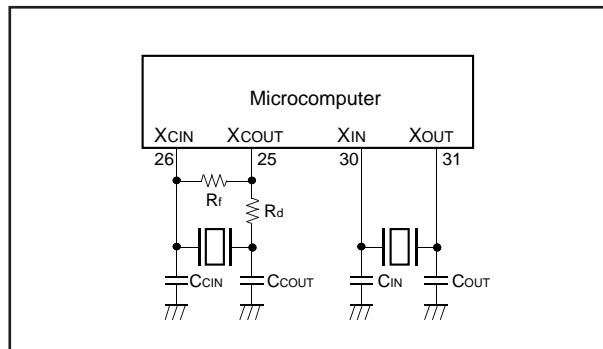 Microcomputer
XCIN XCOUT XIN XOUT
26 25 30 31
Rf
Rd
CCIN CCOUT CIN COUT